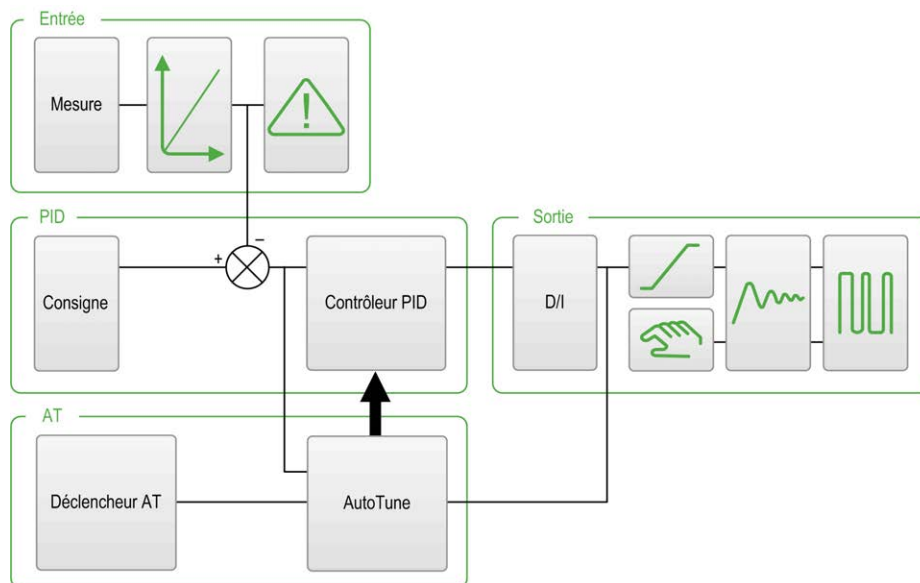 Entrée
Mesure
PID
Consigne
+
–
Contrôleur PID
Sortie
D/I
AT
Déclencheur AT
AutoTune